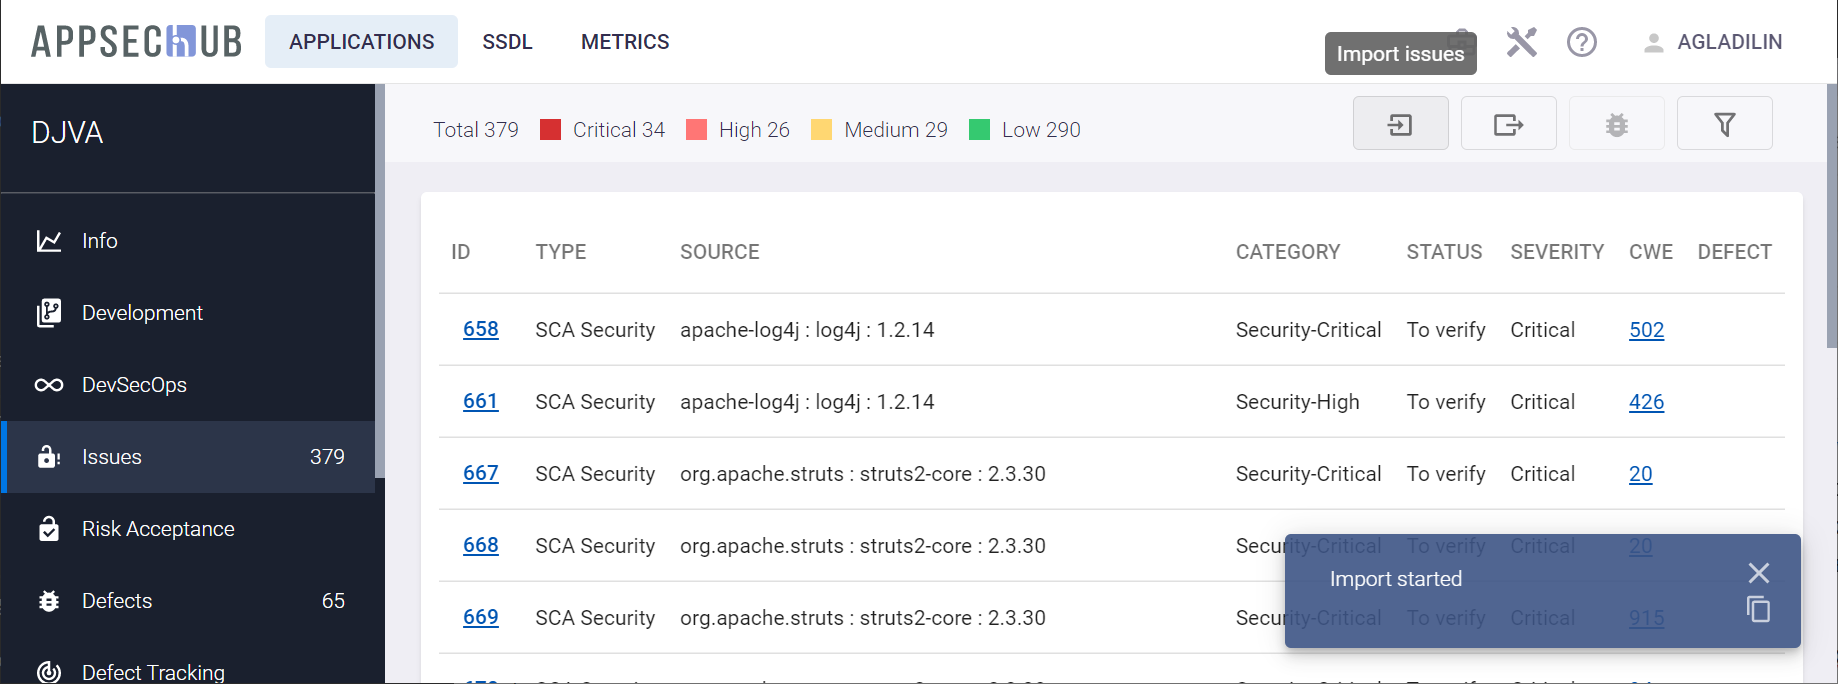 APPSECHUB
APPLICATIONS
SSDL
METRICS
Import issues
AGLADILIN
DJVA
Total 379
Critical 34
High 26
Medium 29
Low 290
Info
Development
DevSecOps
Issues 379
Risk Acceptance
Defects 65
Defect Tracking
ID TYPE SOURCE CATEGORY STATUS SEVERITY CWE DEFECT
658 SCA Security apache-log4j : log4j : 1.2.14 Security-Critical To verify Critical 502
661 SCA Security apache-log4j : log4j : 1.2.14 Security-High To verify Critical 426
667 SCA Security org.apache.struts : struts2-core : 2.3.30 Security-Critical To verify Critical 20
668 SCA Security org.apache.struts : struts2-core : 2.3.30 Security-Critical To verify Critical 20
669 SCA Security org.apache.struts : struts2-core : 2.3.30 Security-Critical To verify Critical 915
Import started